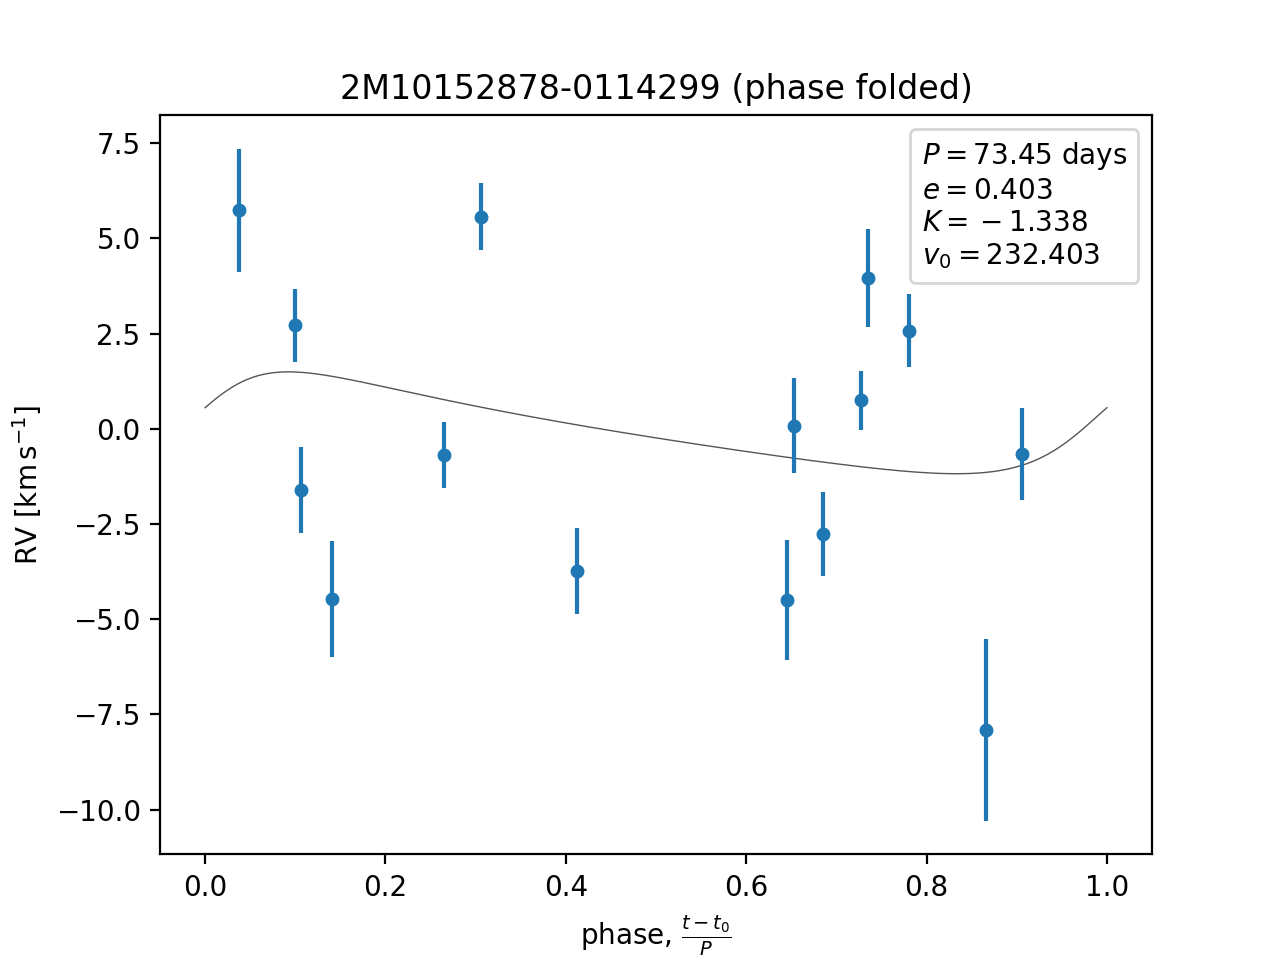 2M10152878-0114299 (phase folded)
P = 73.45 days
e = 0.403
K = −1.338
v₀ = 232.403
RV [km s⁻¹]
7.5
5.0
2.5
0.0
−2.5
−5.0
−7.5
−10.0
0.0 0.2 0.4 0.6 0.8 1.0
phase, (t − t₀)/P